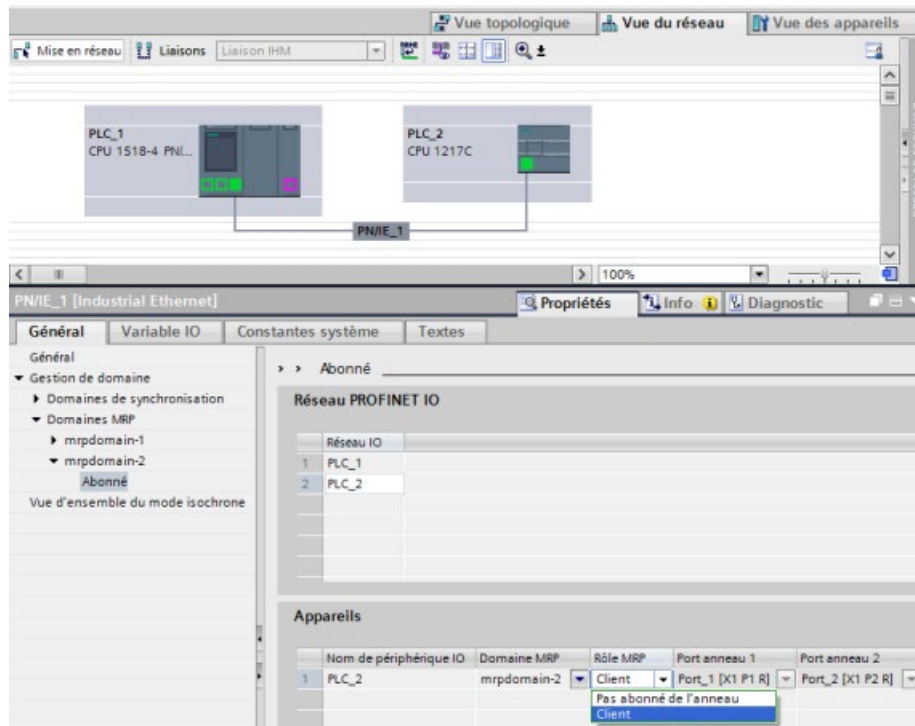 Vue topologique Vue du réseau Vue des appareils
Mise en réseau Liaisons Liaison IHM
PLC_1
CPU 1518-4 PN/...
PLC_2
CPU 1217C
PN/IE_1
100%
PN/IE_1 [Industrial Ethernet] Propriétés Info Diagnostic
Général Variable IO Constantes système Textes
Général
Gestion de domaine
Domaines de synchronisation
Domaines MRP
mrpdomain-1
mrpdomain-2
Abonné
Vue d'ensemble du mode isochrone
> > Abonné
Réseau PROFINET IO
Réseau IO
1 PLC_1
2 PLC_2
Appareils
Nom de périphérique IO Domaine MRP Rôle MRP Port anneau 1 Port anneau 2
1 PLC_2 mrpdomain-2 Client Port_1 [X1 P1 R] Port_2 [X1 P2 R]
Pas abonné de l'anneau
Client